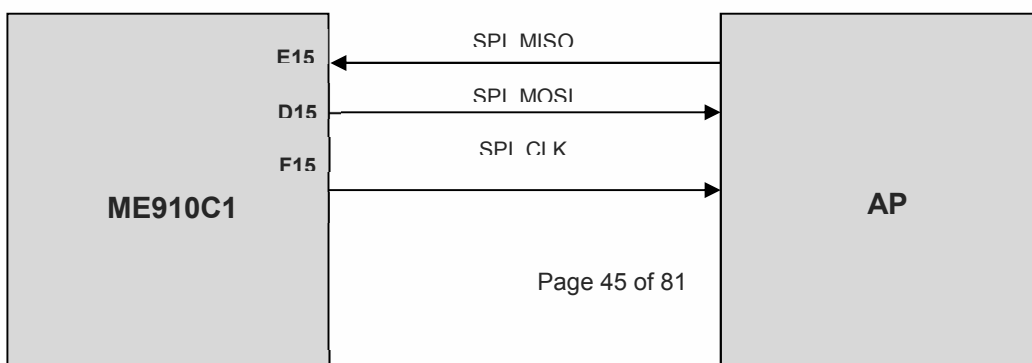 SPI_MISO
E15
SPI_MOSI
D15
SPI_CLK
F15
ME910C1
AP
Page 45 of 81